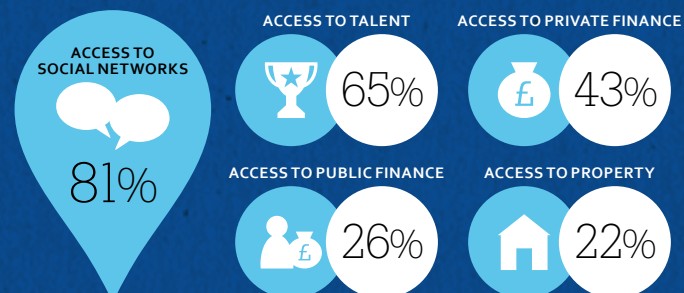 ACCESS TO
SOCIAL NETWORKS
81%
ACCESS TO TALENT
65%
ACCESS TO PRIVATE FINANCE
£
43%
ACCESS TO PUBLIC FINANCE
£
26%
ACCESS TO PROPERTY
22%